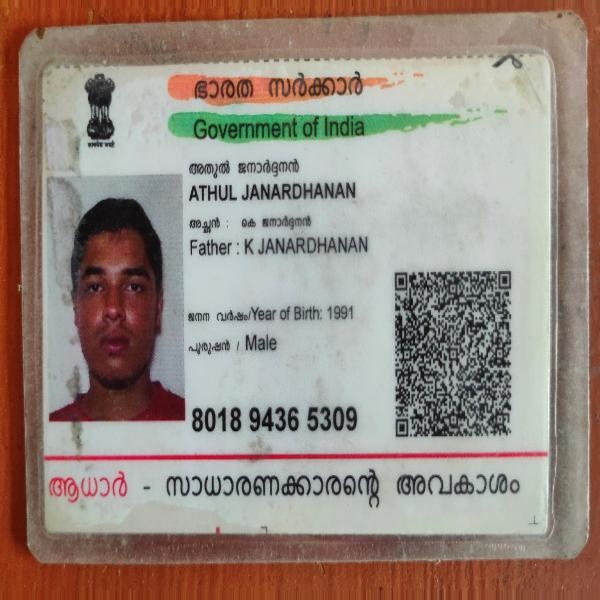 ഭാരത സർക്കാർ
Government of India
അതുൽ ജനാർദ്ദനൻ
ATHUL JANARDHANAN
അച്ഛൻ : കെ ജനാർദ്ദനൻ
Father : K JANARDHANAN
ജനന വർഷം/Year of Birth: 1991
പുരുഷൻ / Male
8018 9436 5309
ആധാർ - സാധാരണക്കാരന്റെ അവകാശം